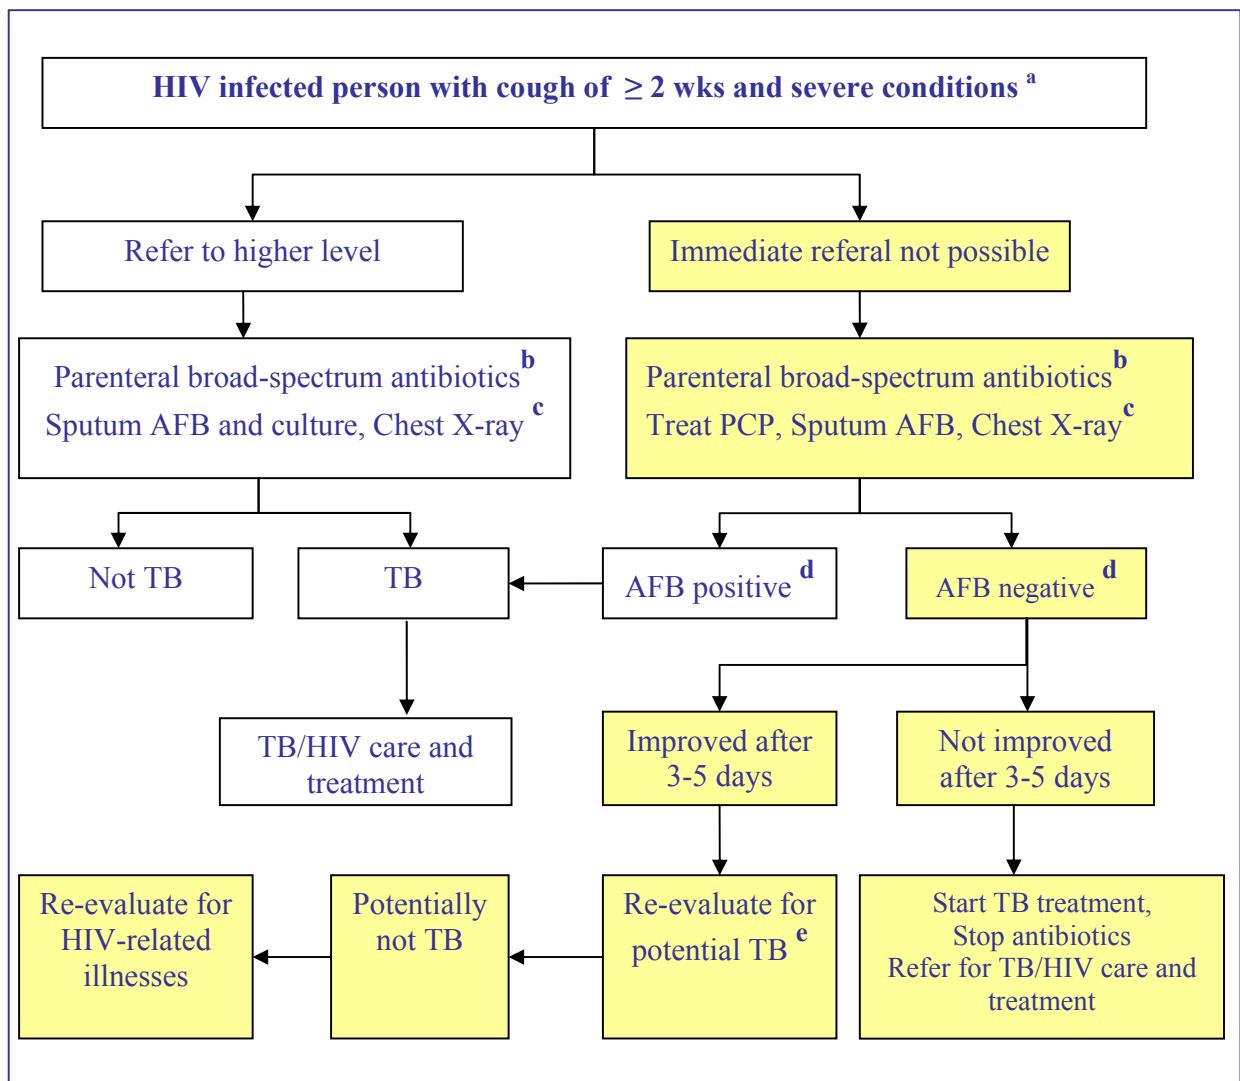 HIV infected person with cough of ≥ 2 wks and severe conditions a
Refer to higher level
Immediate referal not possible
Parenteral broad-spectrum antibiotics b
Sputum AFB and culture, Chest X-ray c
Parenteral broad-spectrum antibiotics b
Treat PCP, Sputum AFB, Chest X-ray c
Not TB
TB
AFB positive d
AFB negative d
TB/HIV care and
treatment
Improved after
3-5 days
Not improved
after 3-5 days
Re-evaluate for
HIV-related
illnesses
Potentially
not TB
Re-evaluate for
potential TB e
Start TB treatment,
Stop antibiotics
Refer for TB/HIV care and
treatment